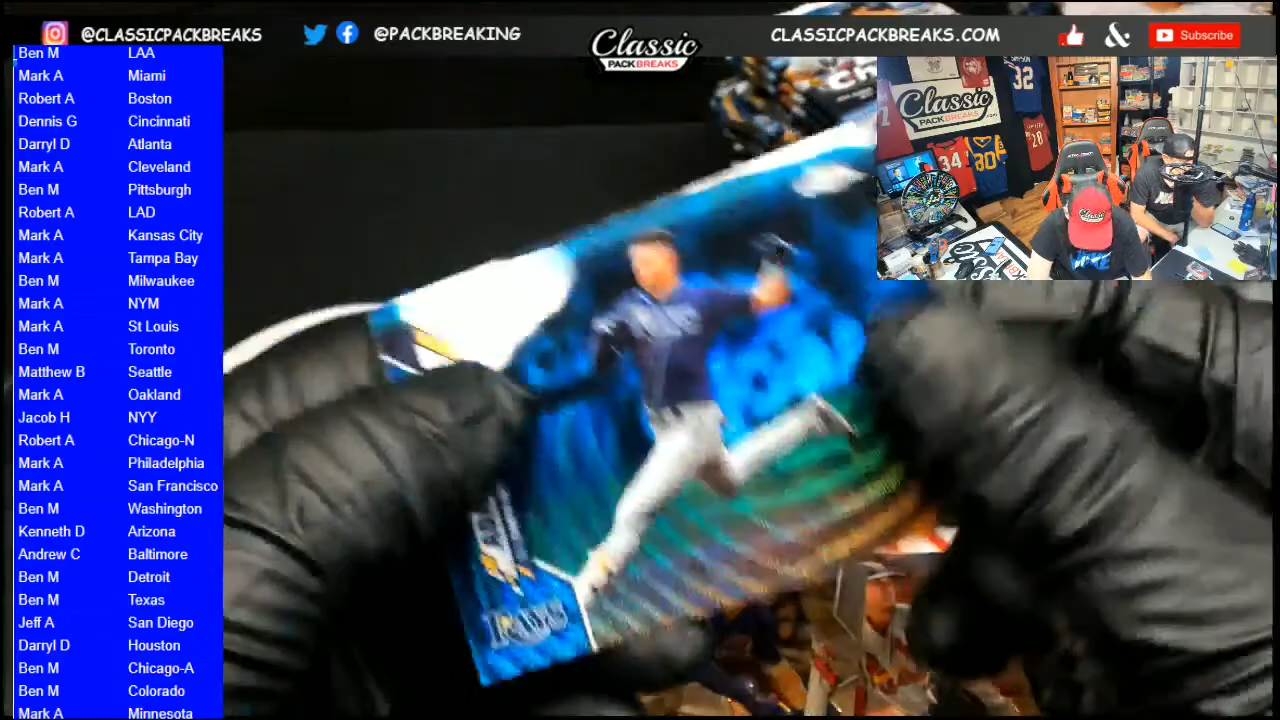 @CLASSICPACKBREAKS
@PACKBREAKING
Classic
PACKBREAKS
CLASSICPACKBREAKS.COM
Subscribe
Ben M LAA
Mark A Miami
Robert A Boston
Dennis G Cincinnati
Darryl D Atlanta
Mark A Cleveland
Ben M Pittsburgh
Robert A LAD
Mark A Kansas City
Mark A Tampa Bay
Ben M Milwaukee
Mark A NYM
Mark A St Louis
Ben M Toronto
Matthew B Seattle
Mark A Oakland
Jacob H NYY
Robert A Chicago-N
Mark A Philadelphia
Mark A San Francisco
Ben M Washington
Kenneth D Arizona
Andrew C Baltimore
Ben M Detroit
Ben M Texas
Jeff A San Diego
Darryl D Houston
Ben M Chicago-A
Ben M Colorado
Mark A Minnesota
Classic
PACKBREAKS
32
28
34
80
RAYS